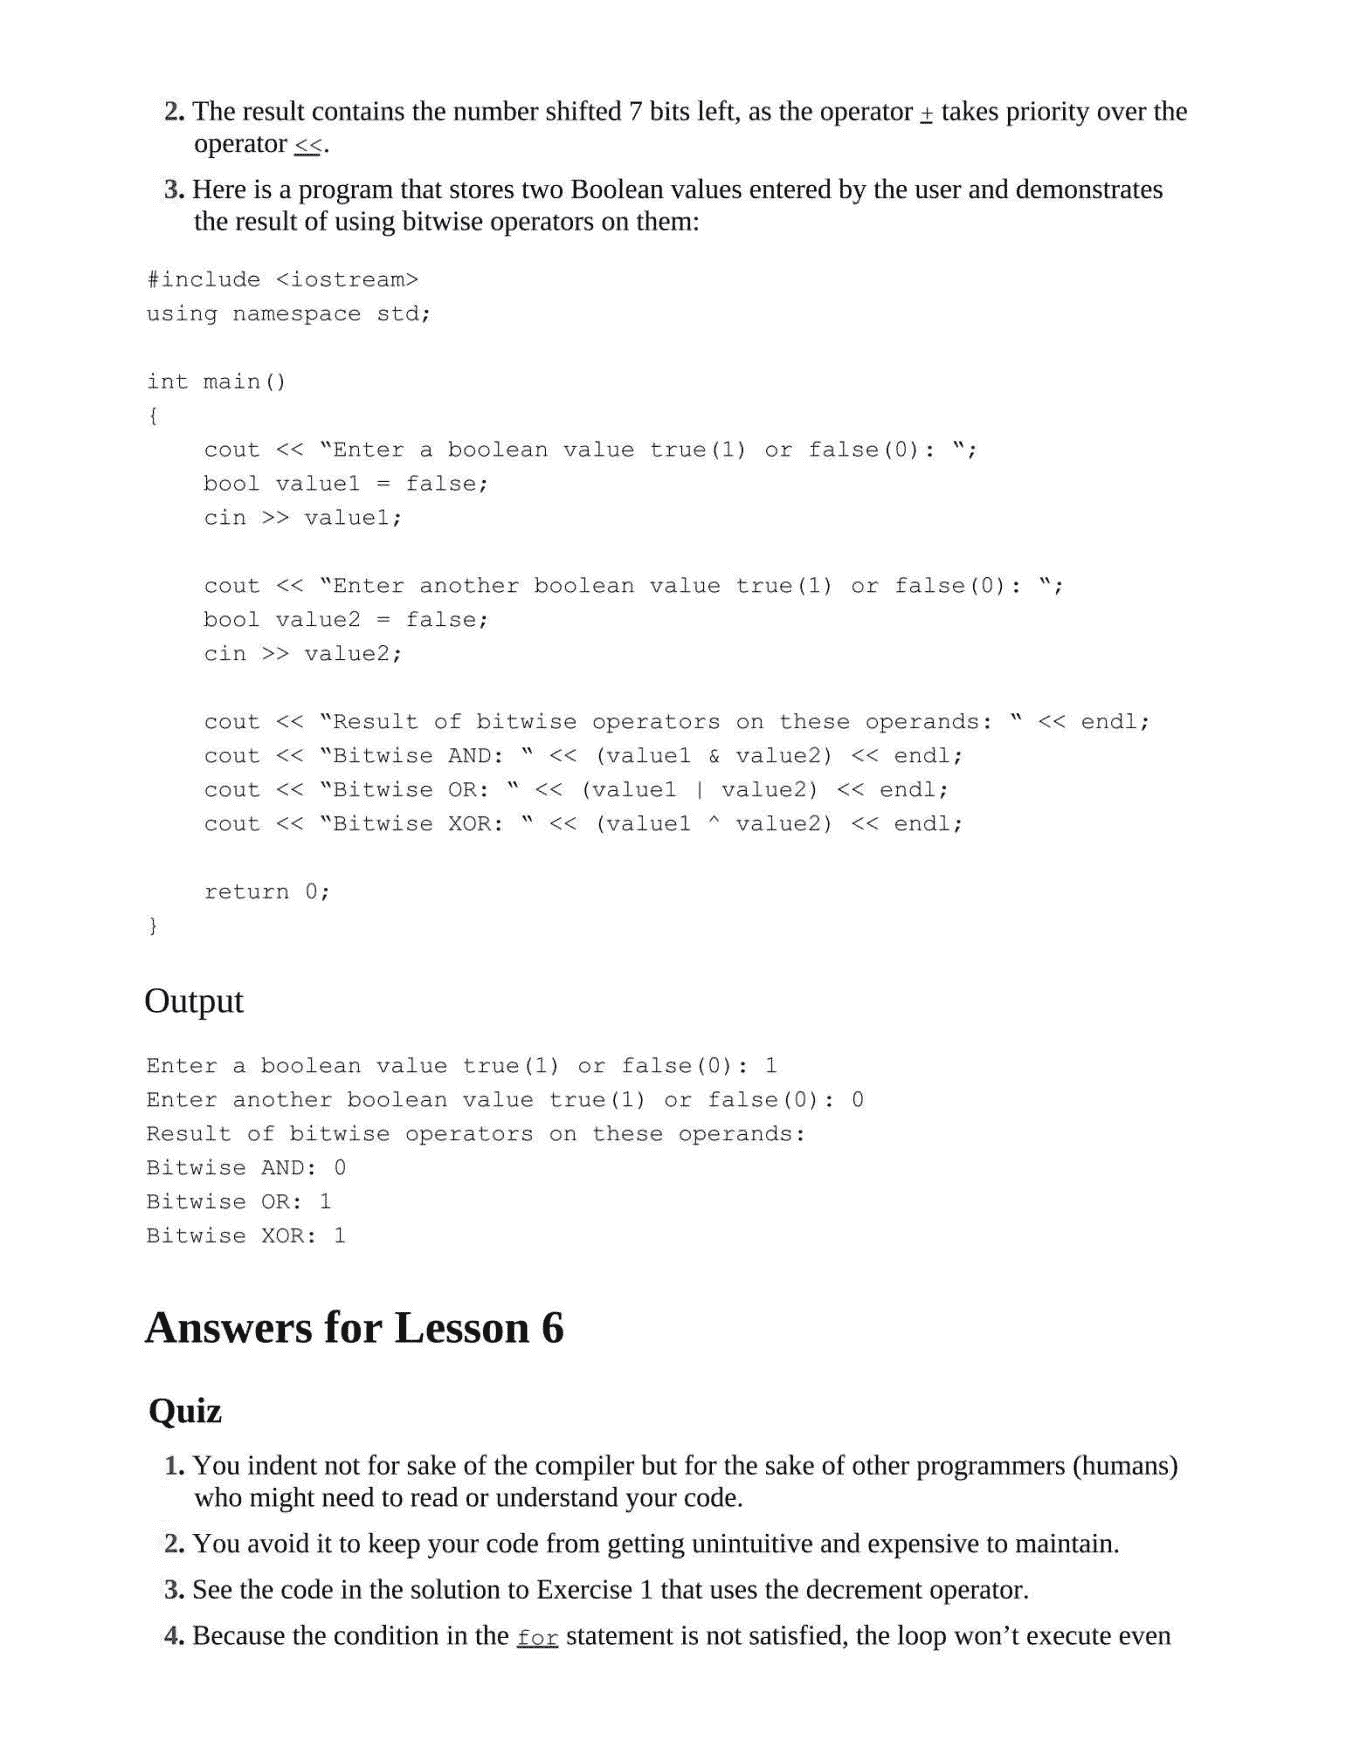 2. The result contains the number shifted 7 bits left, as the operator + takes priority over the
operator <<.
3. Here is a program that stores two Boolean values entered by the user and demonstrates
the result of using bitwise operators on them:
#include <iostream>
using namespace std;
int main()
{
    cout << “Enter a boolean value true(1) or false(0): “;
    bool value1 = false;
    cin >> value1;
    cout << “Enter another boolean value true(1) or false(0): “;
    bool value2 = false;
    cin >> value2;
    cout << “Result of bitwise operators on these operands: “ << endl;
    cout << “Bitwise AND: “ << (value1 & value2) << endl;
    cout << “Bitwise OR: “ << (value1 | value2) << endl;
    cout << “Bitwise XOR: “ << (value1 ^ value2) << endl;
    return 0;
}
Output
Enter a boolean value true(1) or false(0): 1
Enter another boolean value true(1) or false(0): 0
Result of bitwise operators on these operands:
Bitwise AND: 0
Bitwise OR: 1
Bitwise XOR: 1
Answers for Lesson 6
Quiz
1. You indent not for sake of the compiler but for the sake of other programmers (humans)
who might need to read or understand your code.
2. You avoid it to keep your code from getting unintuitive and expensive to maintain.
3. See the code in the solution to Exercise 1 that uses the decrement operator.
4. Because the condition in the for statement is not satisfied, the loop won’t execute even